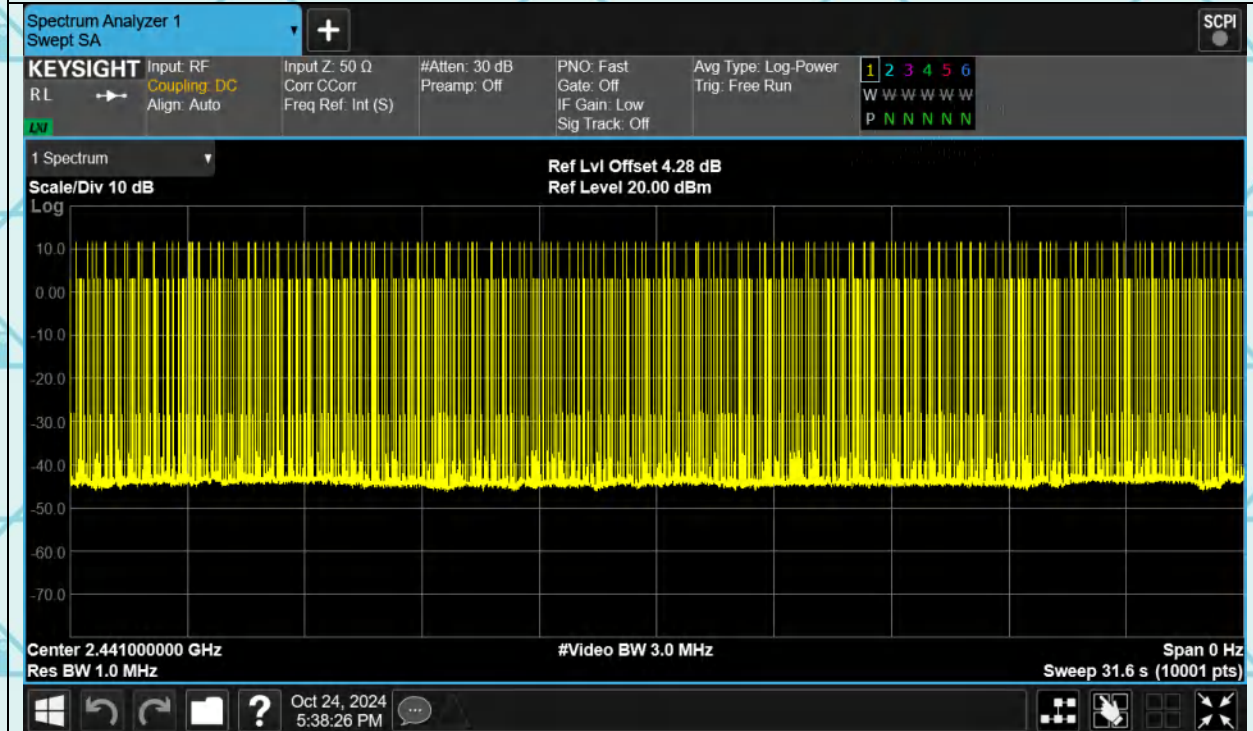 Spectrum Analyzer 1
Swept SA
+
SCPI
KEYSIGHT
RL
LXI
Input: RF
Coupling: DC
Align: Auto
Input Z: 50 Ω
Corr CCorr
Freq Ref: Int (S)
#Atten: 30 dB
Preamp: Off
PNO: Fast
Gate: Off
IF Gain: Low
Sig Track: Off
Avg Type: Log-Power
Trig: Free Run
1 2 3 4 5 6
W W W W W W
P N N N N N
1 Spectrum
Scale/Div 10 dB
Ref Lvl Offset 4.28 dB
Ref Level 20.00 dBm
Log
10.0
0.00
-10.0
-20.0
-30.0
-40.0
-50.0
-60.0
-70.0
Center 2.441000000 GHz
#Video BW 3.0 MHz
Span 0 Hz
Res BW 1.0 MHz
Sweep 31.6 s (10001 pts)
?
Oct 24, 2024
5:38:26 PM